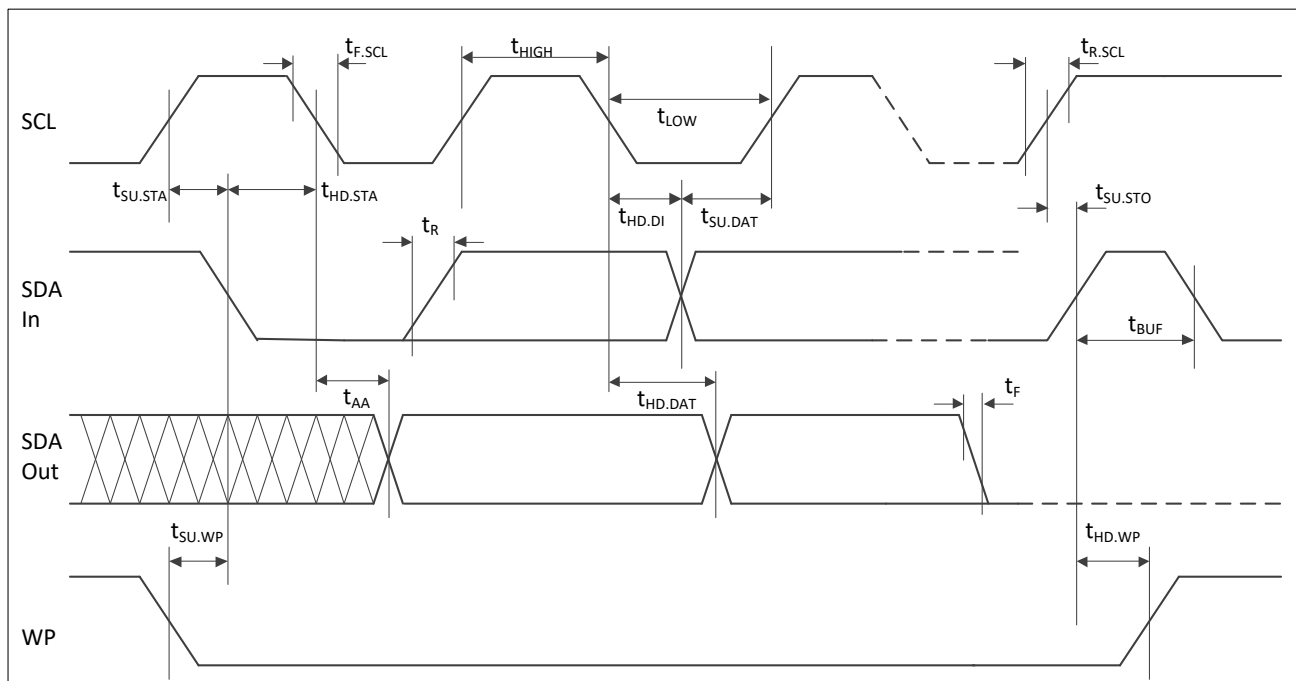 tF.SCL
tHIGH
tR.SCL
SCL
tLOW
tSU.STA
tHD.STA
tHD.DI
tSU.DAT
tSU.STO
tR
SDA
In
tBUF
tAA
tHD.DAT
tF
SDA
Out
tSU.WP
tHD.WP
WP